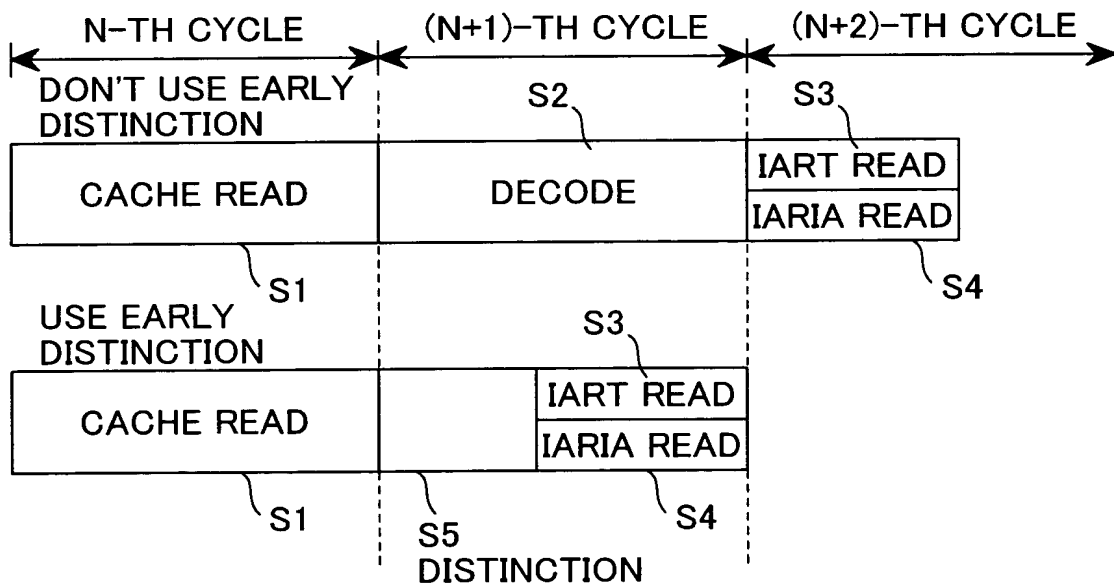 N-TH CYCLE (N+1)-TH CYCLE (N+2)-TH CYCLE
DON'T USE EARLY
DISTINCTION
S2
S3
CACHE READ
DECODE
IART READ
IARIA READ
S1
S4
USE EARLY
DISTINCTION
S3
CACHE READ
IART READ
IARIA READ
S1
S5
DISTINCTION
S4